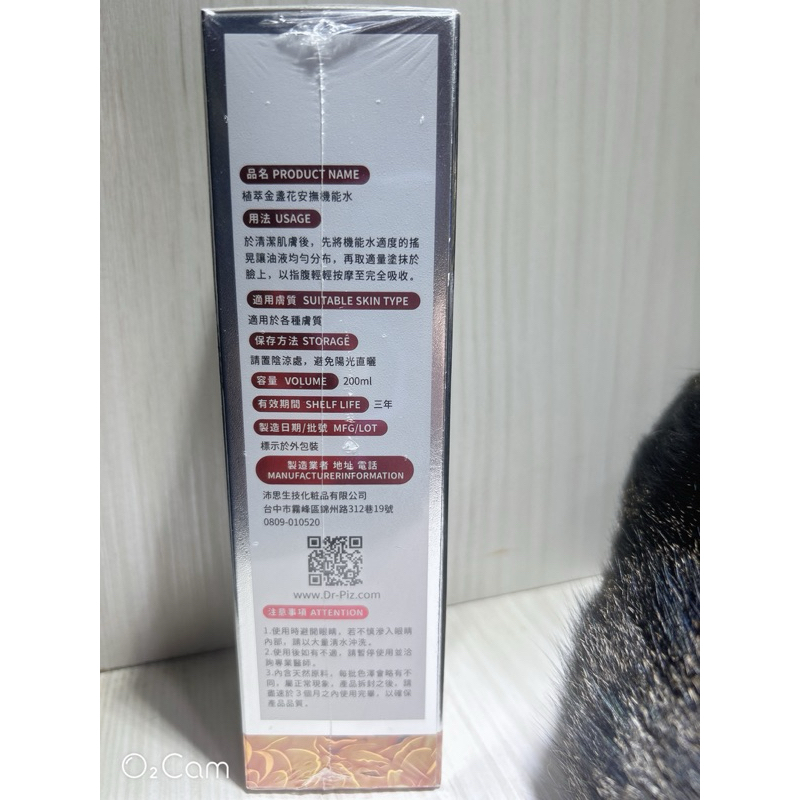 品名 PRODUCT NAME
植萃金盞花安撫機能水
用法 USAGE
於清潔肌膚後，先將機能水適度的搖
晃讓油液均勻分布，再取適量塗抹於
臉上，以指腹輕輕按摩至完全吸收。
適用膚質 SUITABLE SKIN TYPE
適用於各種膚質
保存方法 STORAGE
請置陰涼處，避免陽光直曬
容量 VOLUME 200ml
有效期間 SHELF LIFE 三年
製造日期/批號 MFG/LOT
標示於外包裝
製造業者 地址 電話
MANUFACTURERINFORMATION
沛思生技化粧品有限公司
台中市霧峰區錦州路312巷19號
0809-010520
www.Dr-Piz.com
注意事項 ATTENTION
1.使用時避開眼睛，若不慎滲入眼睛
內部，請以大量清水沖洗。
2.使用後如有不適，請暫停使用並洽
詢專業醫師。
3.內含天然原料，每批色澤會略有不
同，屬正常現象，產品拆封之後，請
盡速於3個月之內使用完畢，以確保
產品品質。
O2Cam